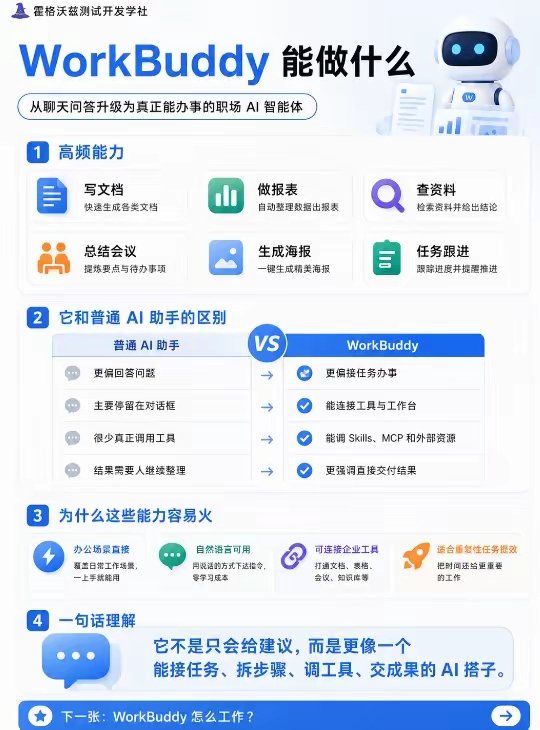 霍格沃兹测试开发学社
WorkBuddy 能做什么
从聊天问答升级为真正能办事的职场 AI 智能体
W
1 高频能力
写文档
快速生成各类文档
做报表
自动整理数据出报表
查资料
检索资料并给出结论
总结会议
提炼要点与待办事项
生成海报
一键生成精美海报
任务跟进
跟踪进度并提醒推进
2 它和普通 AI 助手的区别
普通 AI 助手
VS
WorkBuddy
更偏回答问题
更偏接任务办事
主要停留在对话框
能连接工具与工作台
很少真正调用工具
能调 Skills、MCP 和外部资源
结果需要人继续整理
更强调直接交付结果
3 为什么这些能力容易火
办公场景直接
覆盖日常工作场景,
一上手就能用
自然语言可用
用说话的方式下达指令,
零学习成本
可连接企业工具
打通文档、表格、
会议、知识库等
适合重复性任务提效
把时间还给更重要
的工作
4 一句话理解
它不是只会给建议, 而是更像一个
能接任务、拆步骤、调工具、交成果的 AI 搭子。
下一张：WorkBuddy 怎么工作？